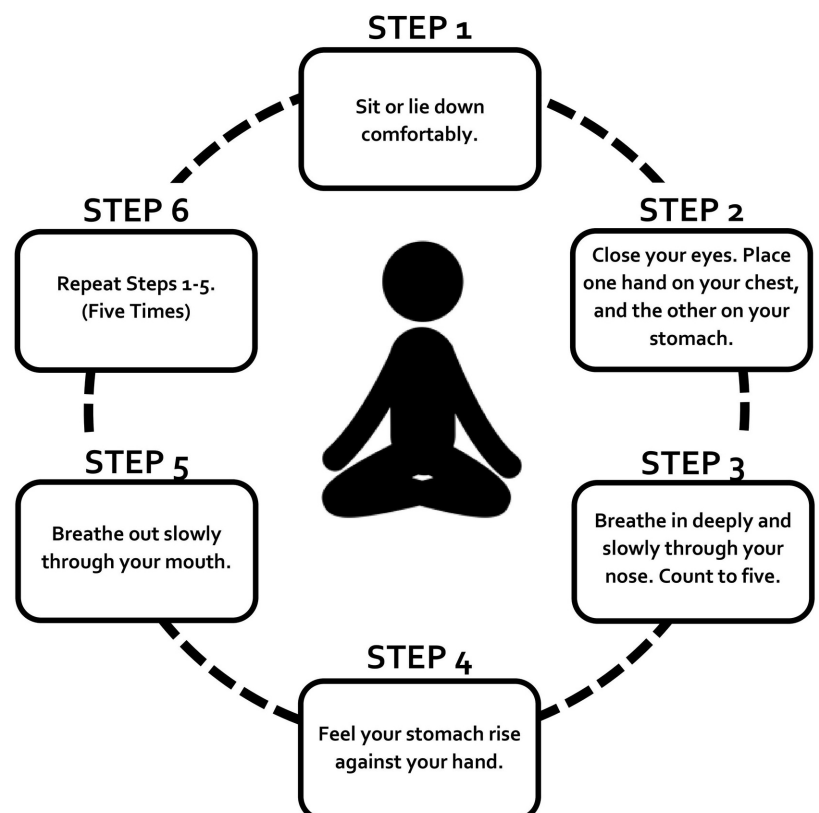 STEP 1
Sit or lie down
comfortably.
STEP 2
Close your eyes. Place
one hand on your chest,
and the other on your
stomach.
STEP 3
Breathe in deeply and
slowly through your
nose. Count to five.
STEP 4
Feel your stomach rise
against your hand.
STEP 5
Breathe out slowly
through your mouth.
STEP 6
Repeat Steps 1-5.
(Five Times)